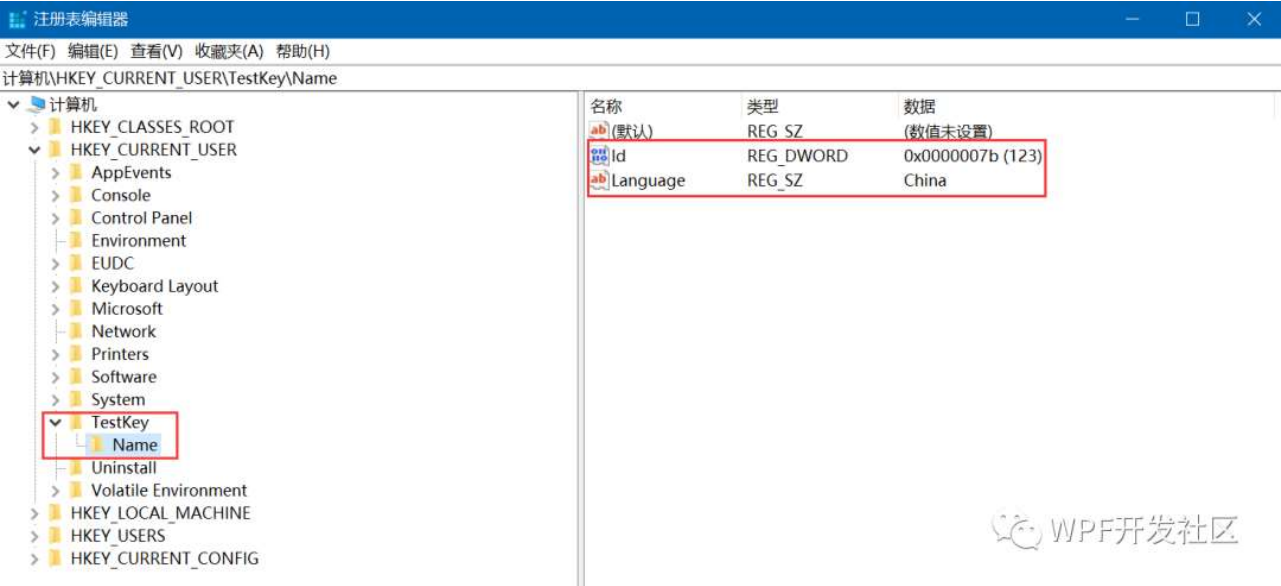 注册表编辑器
文件(F) 编辑(E) 查看(V) 收藏夹(A) 帮助(H)
计算机\HKEY_CURRENT_USER\TestKey\Name
计算机
HKEY_CLASSES_ROOT
HKEY_CURRENT_USER
AppEvents
Console
Control Panel
Environment
EUDC
Keyboard Layout
Microsoft
Network
Printers
Software
System
TestKey
Name
Uninstall
Volatile Environment
HKEY_LOCAL_MACHINE
HKEY_USERS
HKEY_CURRENT_CONFIG
名称 类型 数据
(默认) REG_SZ (数值未设置)
Id REG_DWORD 0x0000007b (123)
Language REG_SZ China
WPF开发社区